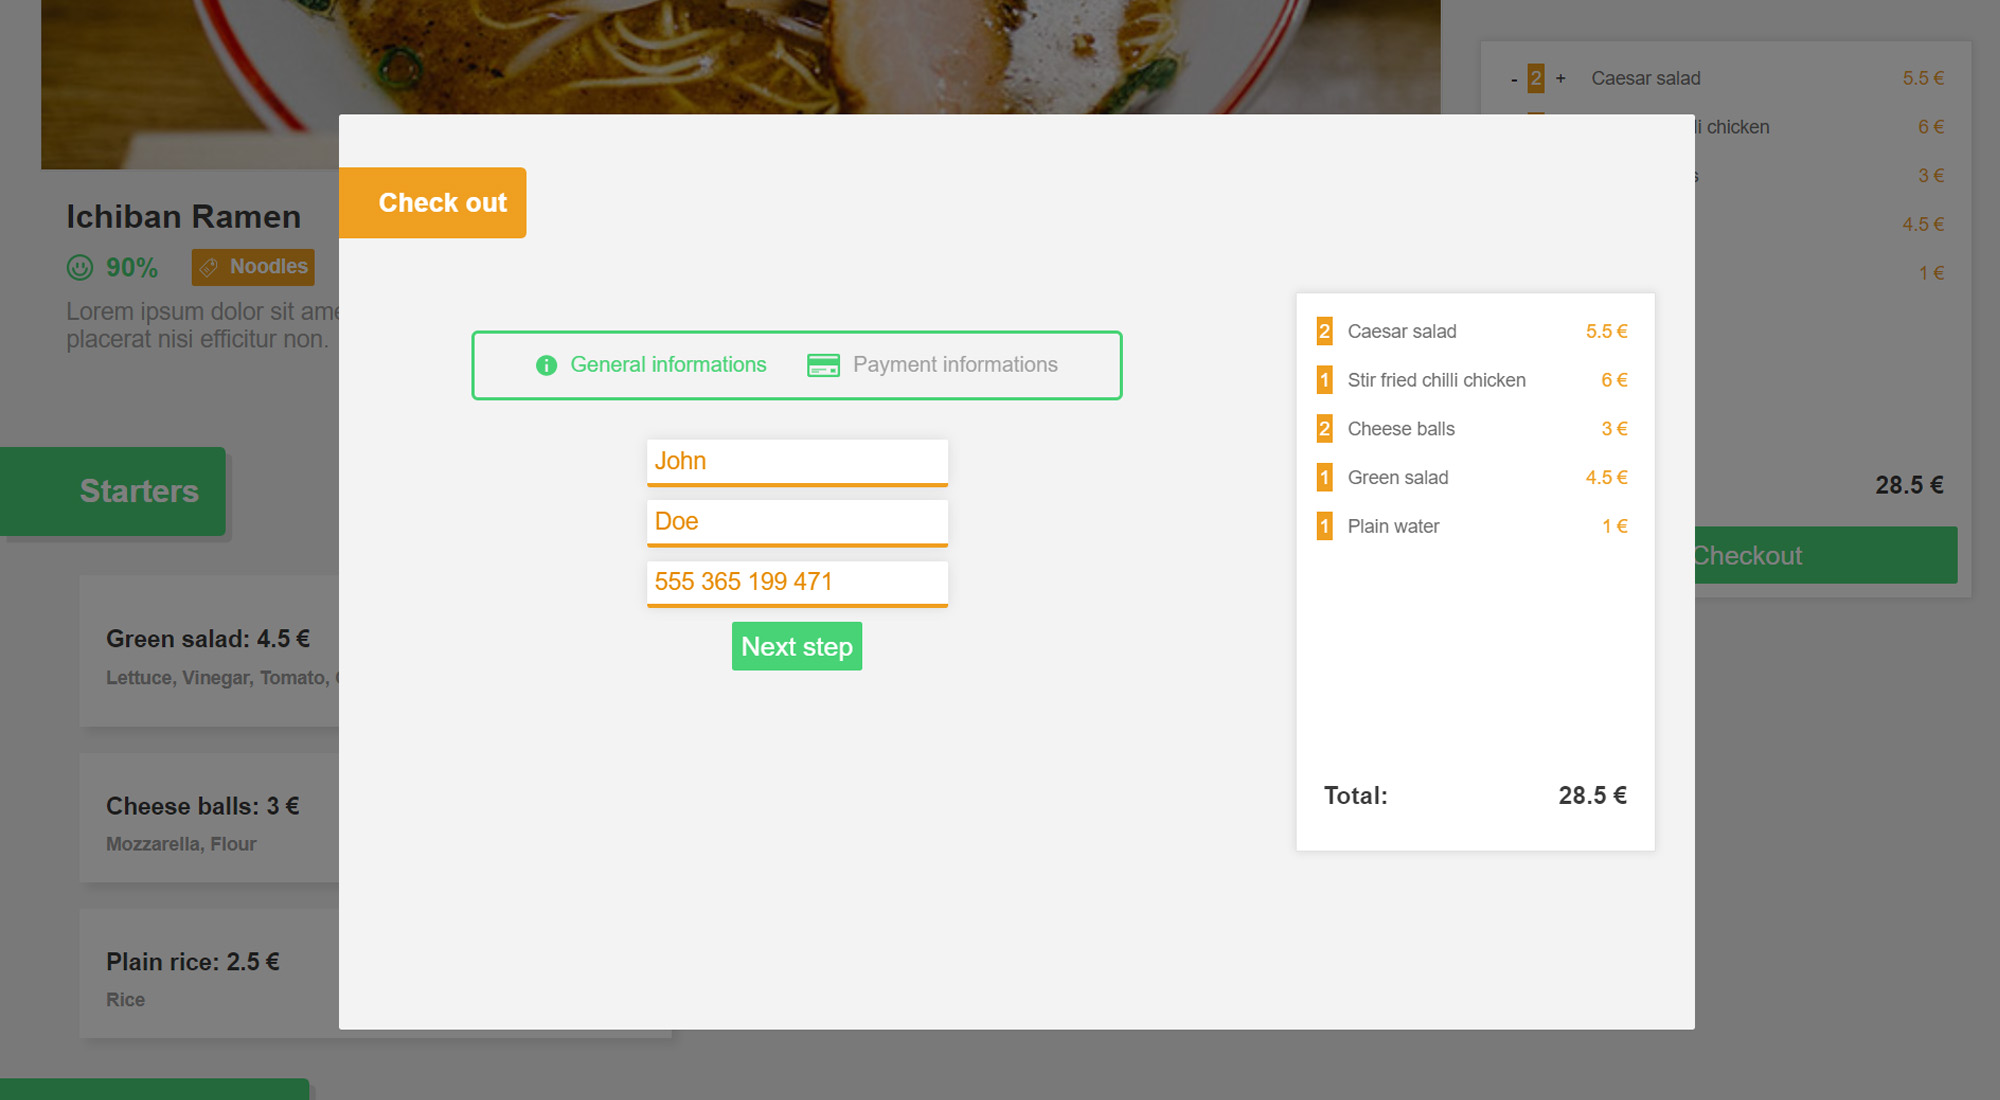 - 2 + Caesar salad 5.5 €
chicken 6 €
3 €
4.5 €
1 €
28.5 €
Checkout
Ichiban Ramen
90% Noodles
Lorem ipsum dolor sit
placerat nisi efficitur non.
Starters
Green salad: 4.5 €
Lettuce, Vinegar, Tomato,
Cheese balls: 3 €
Mozzarella, Flour
Plain rice: 2.5 €
Rice
Check out
General informations Payment informations
John
Doe
555 365 199 471
Next step
2 Caesar salad 5.5 €
1 Stir fried chilli chicken 6 €
2 Cheese balls 3 €
1 Green salad 4.5 €
1 Plain water 1 €
Total: 28.5 €